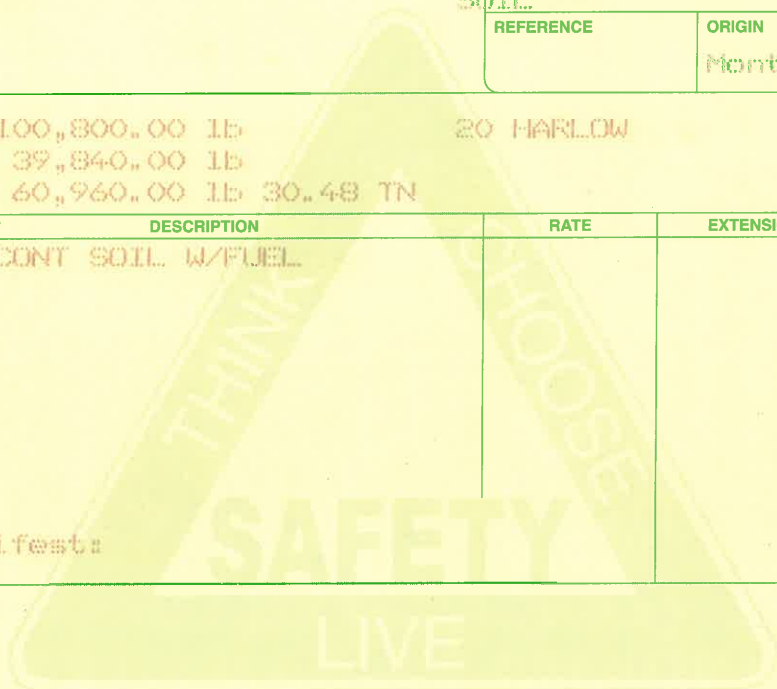 SOIL
REFERENCE ORIGIN
100,800.00 lb 20 HARLOW
39,840.00 lb
60,960.00 lb 30.48 TN
DESCRIPTION RATE
CONT SOIL W/FUEL
THINK CHOOSE
SAFETY
LIVE